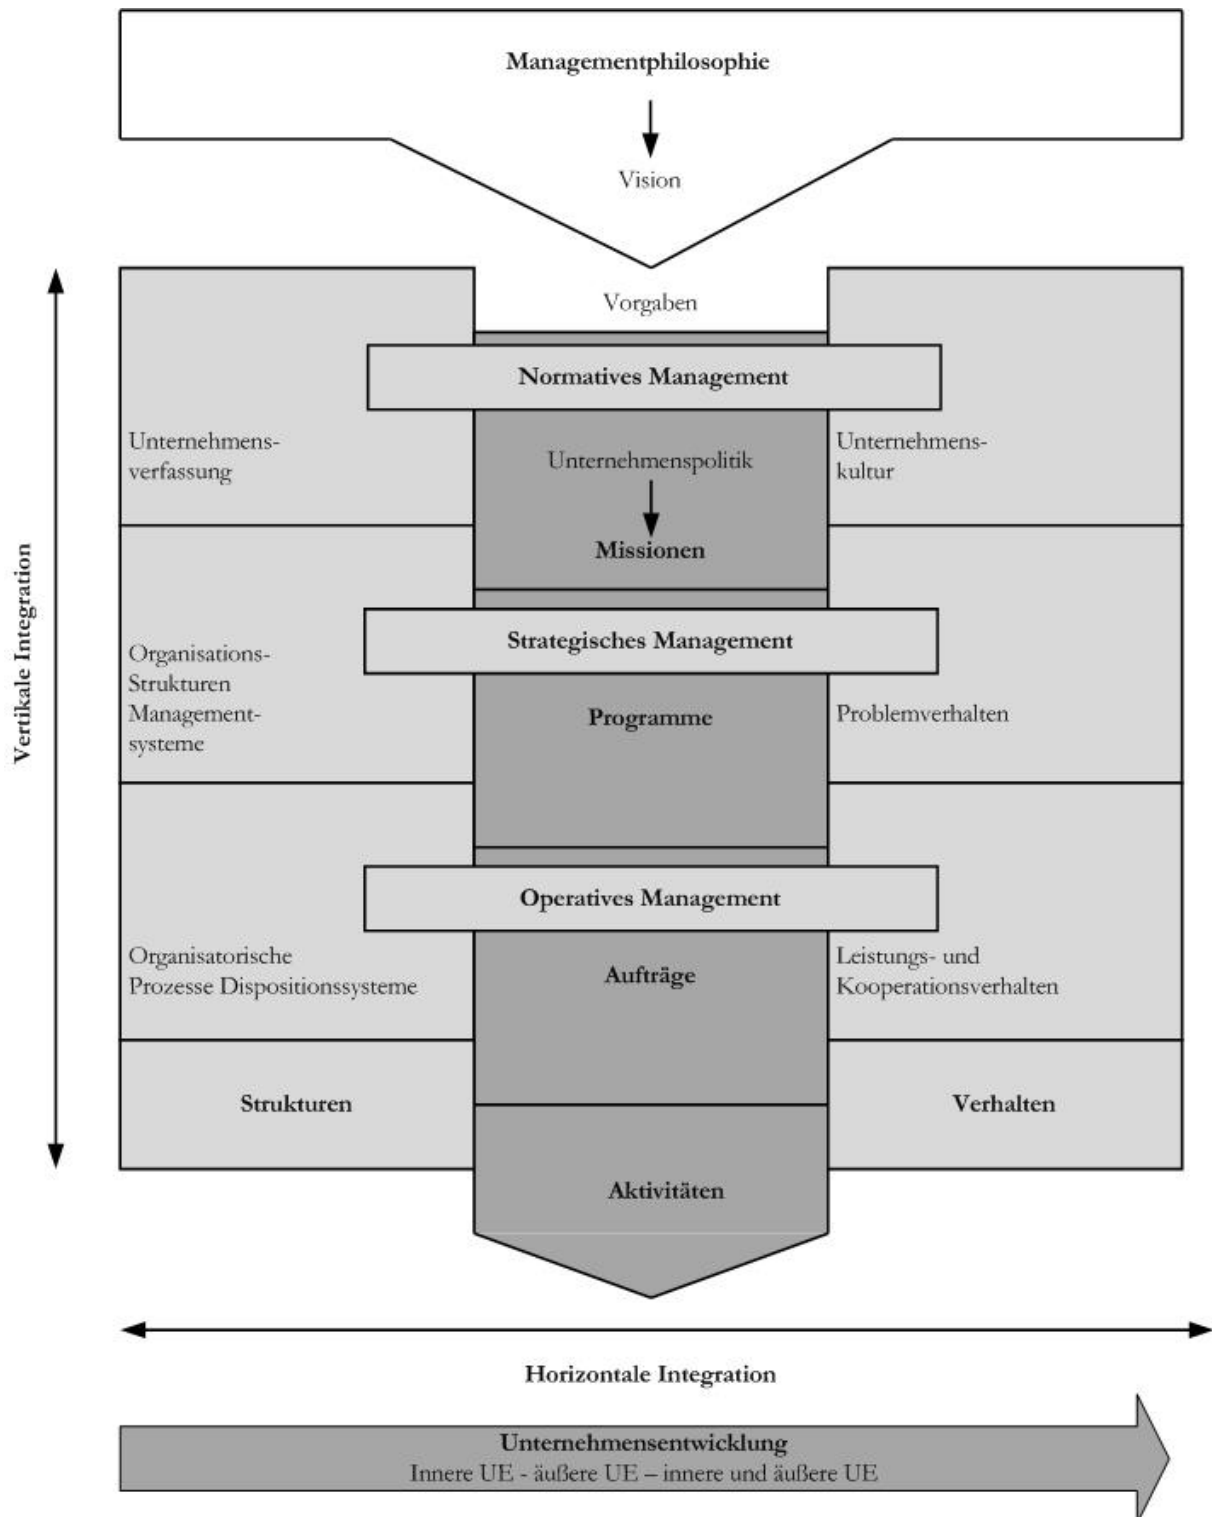 Managementphilosophie
Vision
Vorgaben
Normatives Management
Unternehmens-
verfassung
Unternehmenspolitik
Unternehmens-
kultur
Missionen
Strategisches Management
Organisations-
Strukturen
Management-
systeme
Programme
Problemverhalten
Operatives Management
Organisatorische
Prozesse Dispositionssysteme
Aufträge
Leistungs- und
Kooperationsverhalten
Strukturen
Verhalten
Aktivitäten
Vertikale Integration
Horizontale Integration
Unternehmensentwicklung
Innere UE - äußere UE – innere und äußere UE